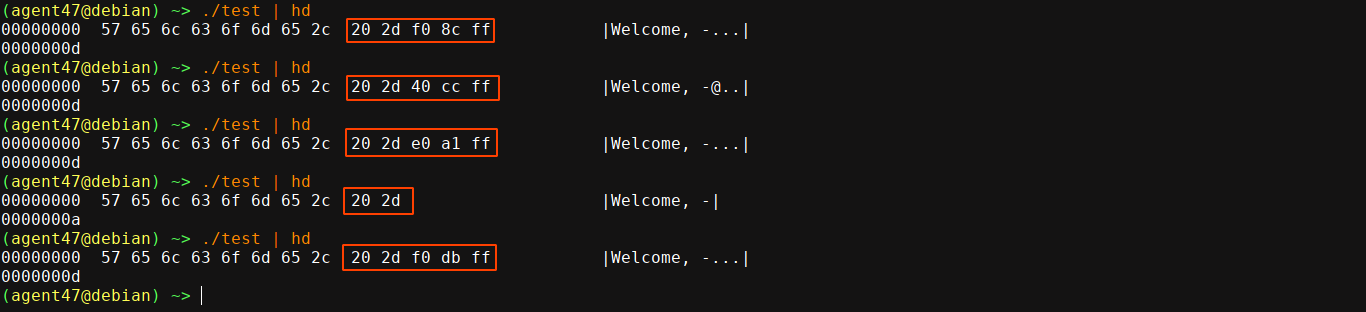 (agent47@debian) ~> ./test | hd
00000000  57 65 6c 63 6f 6d 65 2c  20 2d f0 8c ff           |Welcome, -...|
0000000d
(agent47@debian) ~> ./test | hd
00000000  57 65 6c 63 6f 6d 65 2c  20 2d 40 cc ff           |Welcome, -@..|
0000000d
(agent47@debian) ~> ./test | hd
00000000  57 65 6c 63 6f 6d 65 2c  20 2d e0 a1 ff           |Welcome, -...|
0000000d
(agent47@debian) ~> ./test | hd
00000000  57 65 6c 63 6f 6d 65 2c  20 2d                    |Welcome, -|
0000000a
(agent47@debian) ~> ./test | hd
00000000  57 65 6c 63 6f 6d 65 2c  20 2d f0 db ff           |Welcome, -...|
0000000d
(agent47@debian) ~>